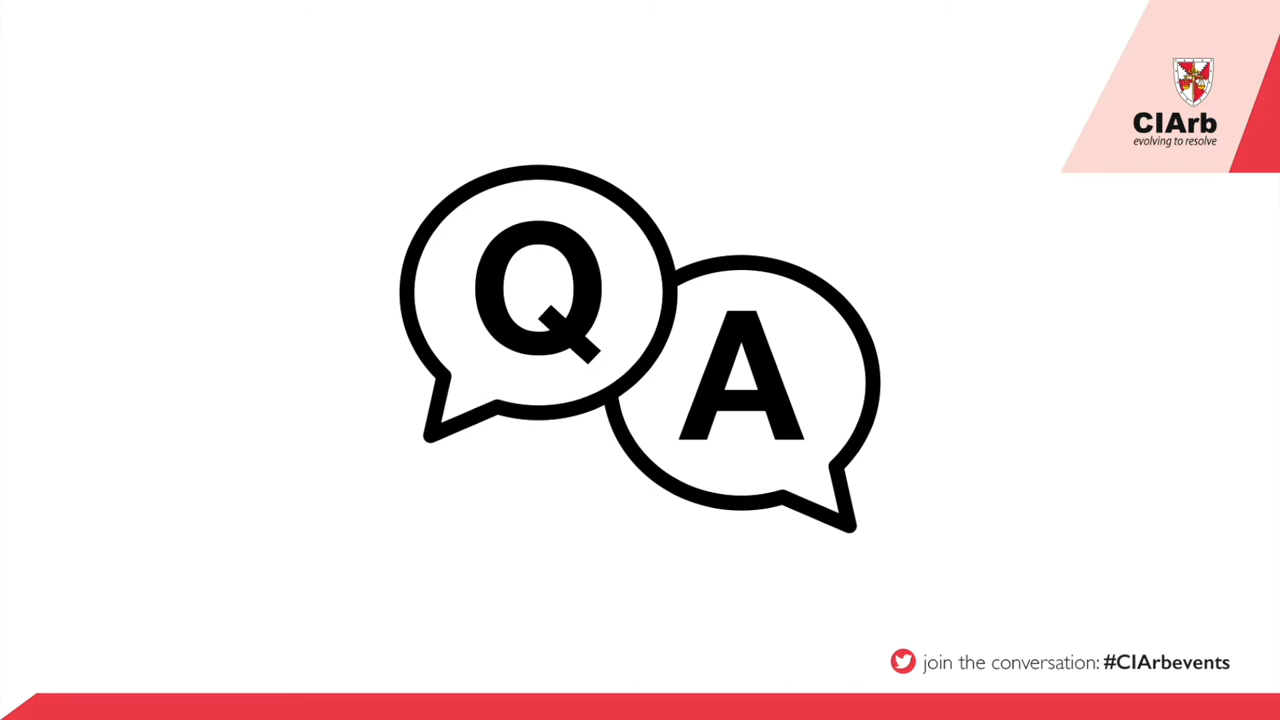 CIArb
evolving to resolve
Q
A
join the conversation: #CIArbevents